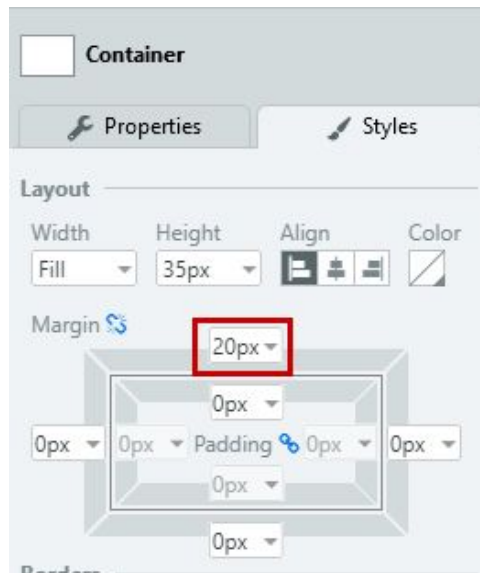 Container
Properties Styles
Layout
Width Height Align Color
Fill 35px
Margin
20px
0px
0px 0px Padding 0px 0px
0px
0px
Borders